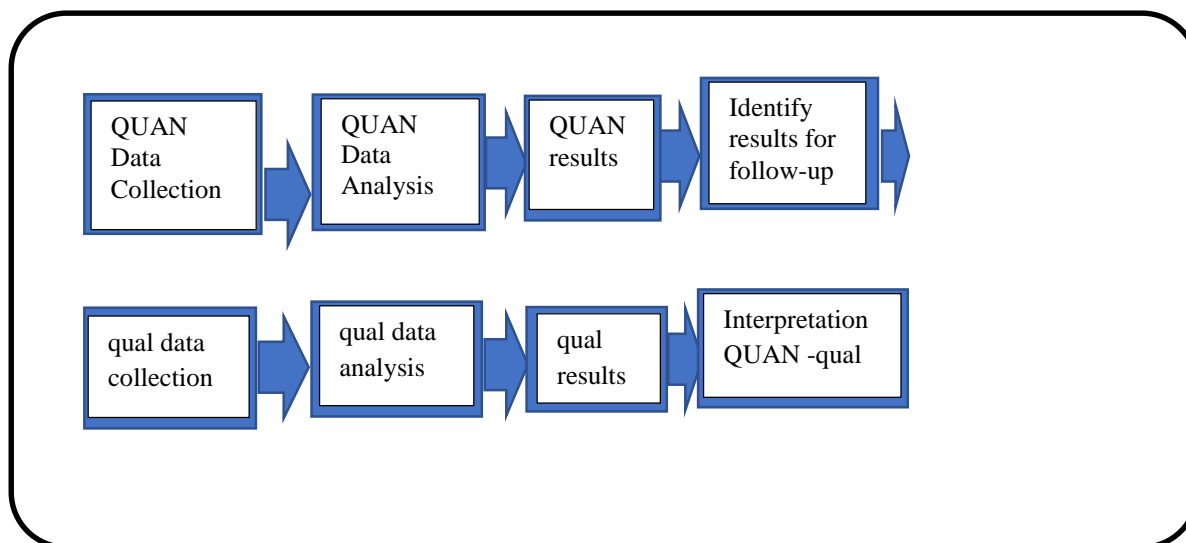 QUAN
Data
Collection
QUAN
Data
Analysis
QUAN
results
Identify
results for
follow-up
qual data
collection
qual data
analysis
qual
results
Interpretation
QUAN -qual